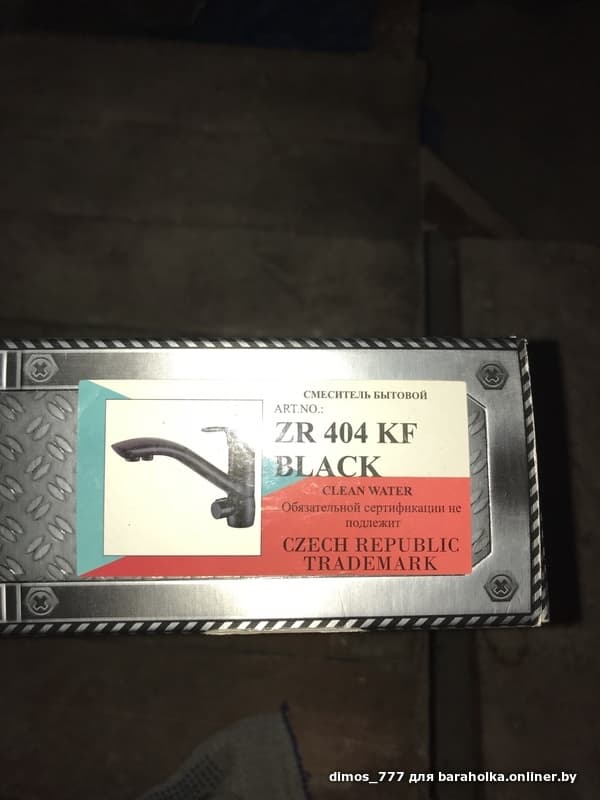 СМЕСИТЕЛЬ БЫТОВОЙ
ART.NO.:
ZR 404 KF
BLACK
CLEAN WATER
Обязательной сертификации не
подлежит
CZECH REPUBLIC
TRADEMARK
dimos_777 для baraholka.onliner.by